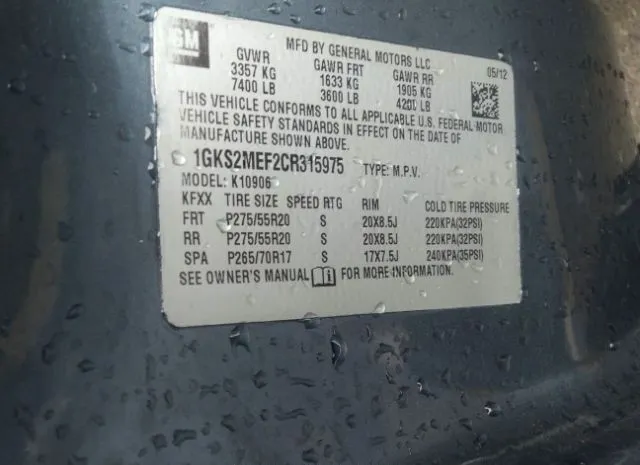 GM
MFD BY GENERAL MOTORS LLC
GVWR GAWR FRT GAWR RR 05/12
3357 KG 1633 KG 1905 KG
7400 LB 3600 LB 4200 LB
THIS VEHICLE CONFORMS TO ALL APPLICABLE U.S. FEDERAL MOTOR
VEHICLE SAFETY STANDARDS IN EFFECT ON THE DATE OF
MANUFACTURE SHOWN ABOVE.
1GKS2MEF2CR315975 TYPE: M.P.V.
MODEL: K10906
KFXX TIRE SIZE SPEED RTG RIM COLD TIRE PRESSURE
FRT P275/55R20 S 20X8.5J 220KPA(32PSI)
RR P275/55R20 S 20X8.5J 220KPA(32PSI)
SPA P265/70R17 S 17X7.5J 240KPA(35PSI)
SEE OWNER'S MANUAL FOR MORE INFORMATION.